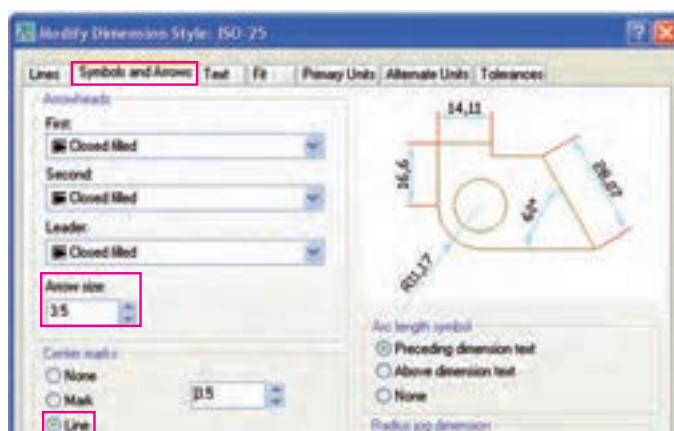 Modify Dimension Style: ISO-25
Lines Symbols and Arrows Text Fit Primary Units Alternate Units Tolerances
Arrowheads
First:
Closed filled
Second:
Closed filled
Leader:
Closed filled
Arrow size:
3.5
Center marks
None
Mark
3.5
Line
14,11
16,6
28,07
60°
R11,17
Arc length symbol
Preceding dimension text
Above dimension text
None
Radius jog dimension